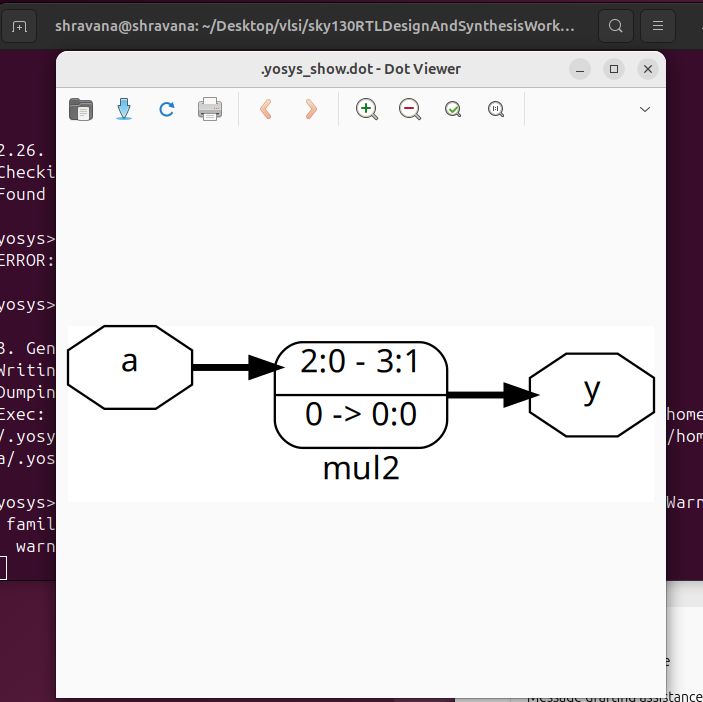 shravana@shravana: ~/Desktop/vlsi/sky130RTLDesignAndSynthesisWork...
.yosys_show.dot - Dot Viewer
2.26.
Checki
Found
yosys>
ERROR:
yosys>
3. Gen
Writin
Dumpin
Exec:
home
/.yosy
/hom
a/.yos
yosys>
Warn
famil
warn
a
2:0 - 3:1
0 -> 0:0
mul2
y
e
Message drafting assistance